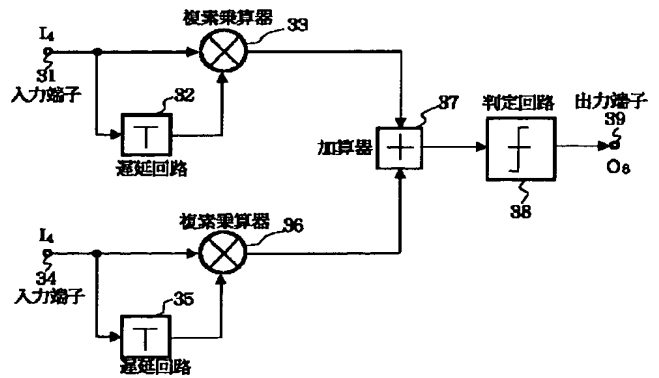 複素乗算器
I₄
33
31
入力端子
32
T
遅延回路
37
判定回路
出力端子
39
加算器
+
38
O₈
複素乗算器
I₄
36
34
入力端子
35
T
遅延回路